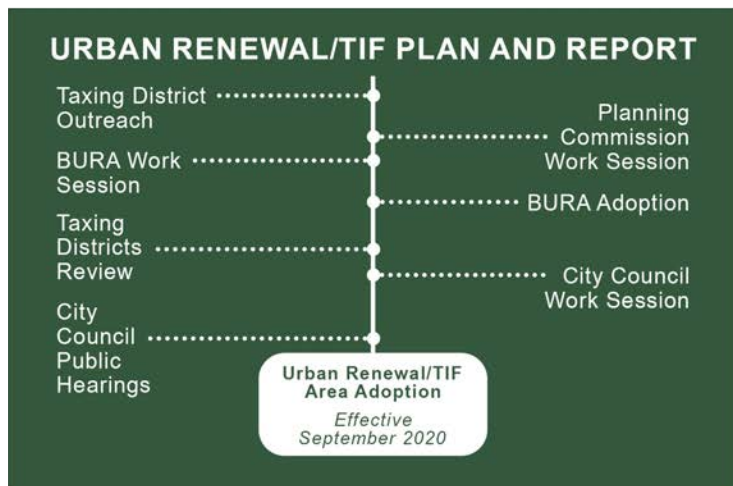 URBAN RENEWAL/TIF PLAN AND REPORT
Taxing District
Outreach
Planning
Commission
Work Session
BURA Work
Session
BURA Adoption
Taxing
Districts
Review
City Council
Work Session
City
Council
Public
Hearings
Urban Renewal/TIF
Area Adoption
Effective
September 2020